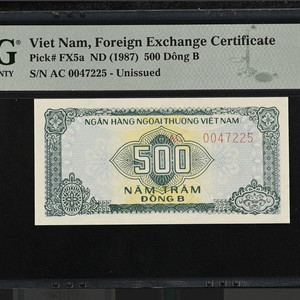 G
NTY
Viet Nam, Foreign Exchange Certificate
Pick# FX5a ND (1987) 500 Dông B
S/N AC 0047225 - Unissued
NGÂN HÀNG NGOẠI THƯƠNG VIỆT NAM
AC 0047225
500
NĂM TRĂM
ĐỒNG B